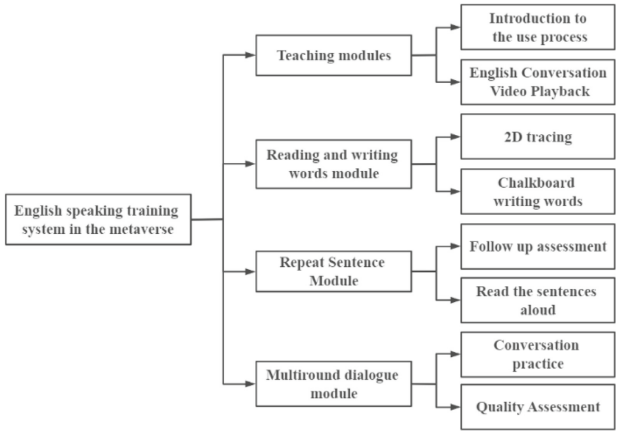 Introduction to
the use process
Teaching modules
English Conversation
Video Playback
2D tracing
Reading and writing
words module
Chalkboard
writing words
English speaking training
system in the metaverse
Follow up assessment
Repeat Sentence
Module
Read the sentences
aloud
Conversation
practice
Multiround dialogue
module
Quality Assessment